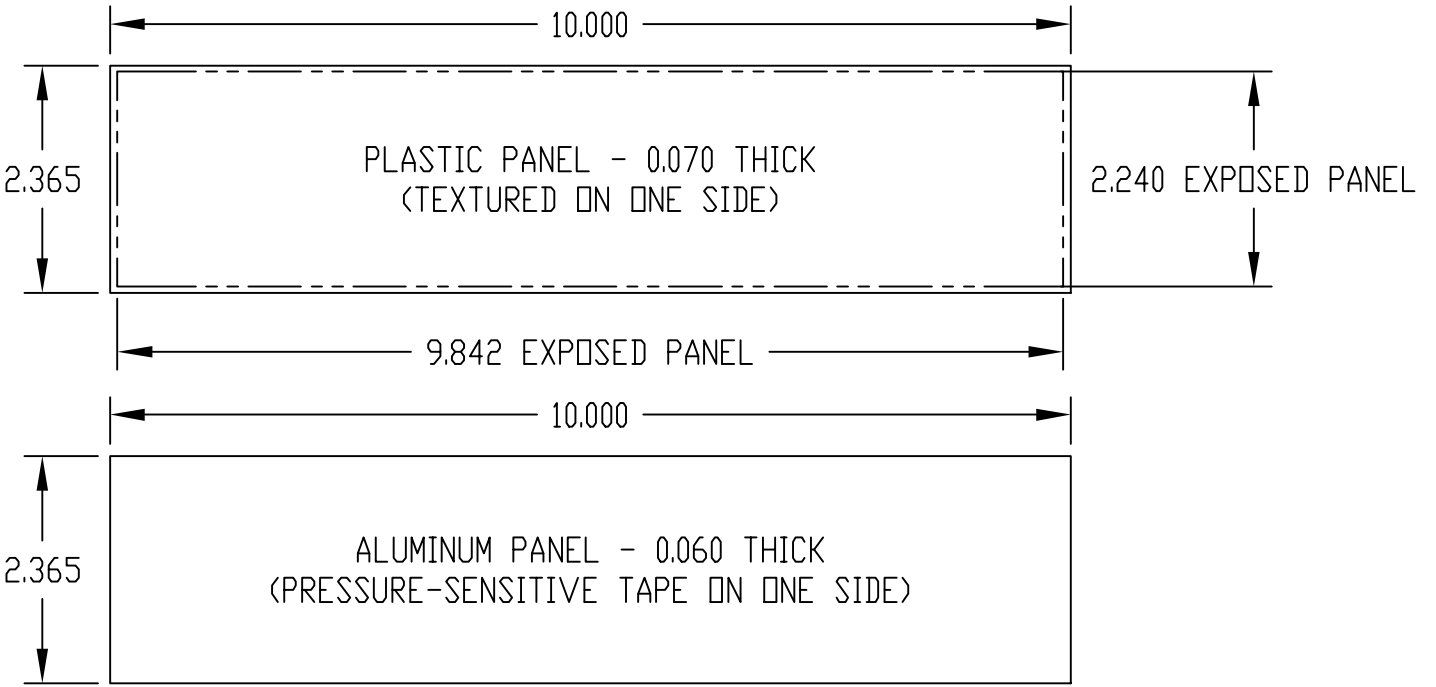 10.000
2.365
PLASTIC PANEL - 0.070 THICK
(TEXTURED ON ONE SIDE)
2.240 EXPOSED PANEL
9.842 EXPOSED PANEL
10.000
2.365
ALUMINUM PANEL - 0.060 THICK
(PRESSURE-SENSITIVE TAPE ON ONE SIDE)